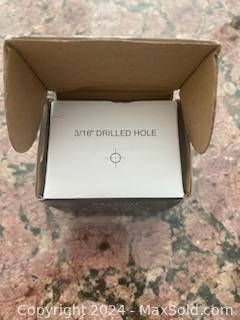 3/16" DRILLED HOLE
Copyright 2024 - MaxSold.com